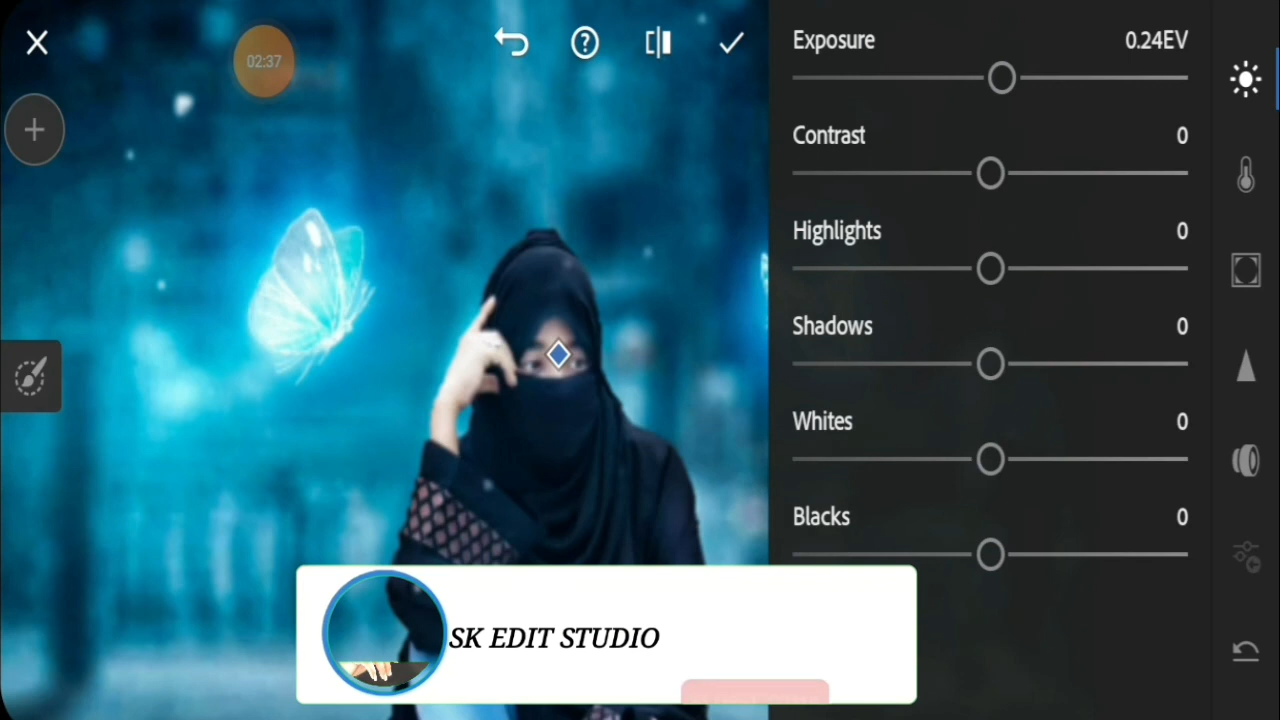 02:37
?
Exposure 0.24EV
Contrast 0
Highlights 0
Shadows 0
Whites 0
Blacks 0
SK EDIT STUDIO